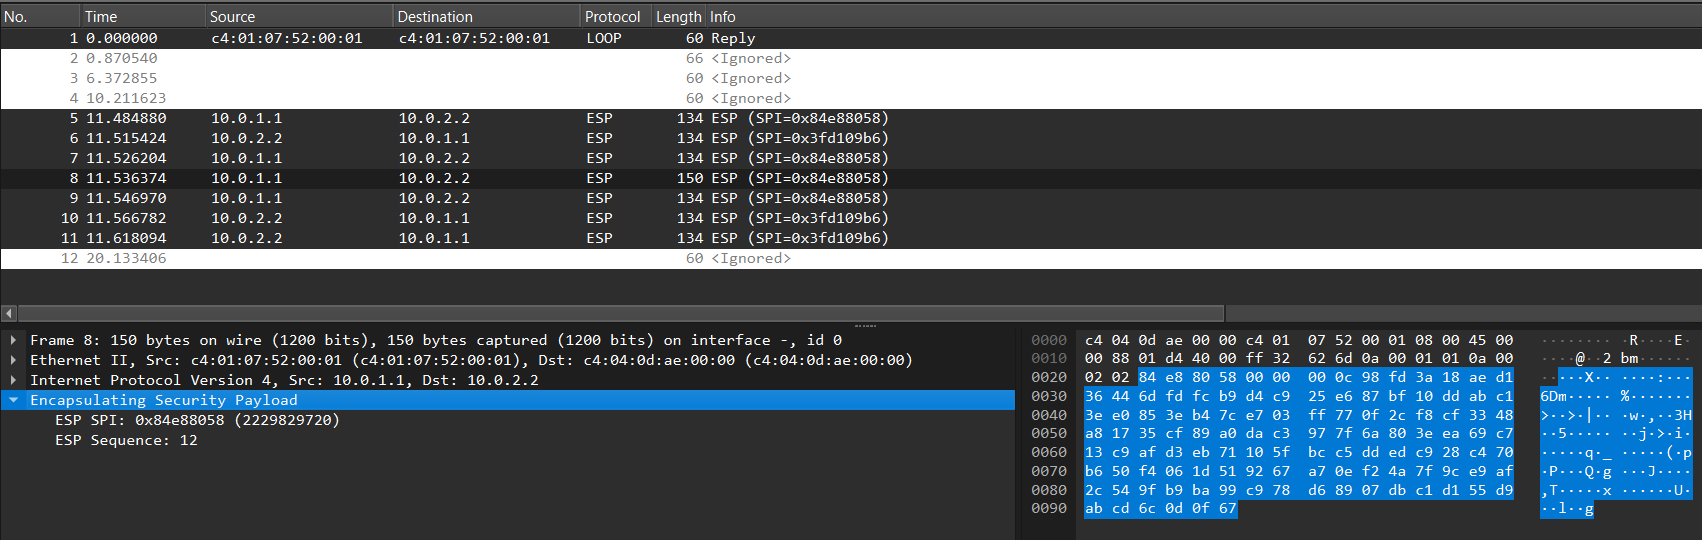 No. Time Source Destination Protocol Length Info
1 0.000000 c4:01:07:52:00:01 c4:01:07:52:00:01 LOOP 60 Reply
2 0.870540 66 <Ignored>
3 6.372855 60 <Ignored>
4 10.211623 60 <Ignored>
5 11.484880 10.0.1.1 10.0.2.2 ESP 134 ESP (SPI=0x84e88058)
6 11.515424 10.0.2.2 10.0.1.1 ESP 134 ESP (SPI=0x3fd109b6)
7 11.526204 10.0.1.1 10.0.2.2 ESP 134 ESP (SPI=0x84e88058)
8 11.536374 10.0.1.1 10.0.2.2 ESP 150 ESP (SPI=0x84e88058)
9 11.546970 10.0.1.1 10.0.2.2 ESP 134 ESP (SPI=0x84e88058)
10 11.566782 10.0.2.2 10.0.1.1 ESP 134 ESP (SPI=0x3fd109b6)
11 11.618094 10.0.2.2 10.0.1.1 ESP 134 ESP (SPI=0x3fd109b6)
12 20.133406 60 <Ignored>
Frame 8: 150 bytes on wire (1200 bits), 150 bytes captured (1200 bits) on interface -, id 0
Ethernet II, Src: c4:01:07:52:00:01 (c4:01:07:52:00:01), Dst: c4:04:0d:ae:00:00 (c4:04:0d:ae:00:00)
Internet Protocol Version 4, Src: 10.0.1.1, Dst: 10.0.2.2
Encapsulating Security Payload
ESP SPI: 0x84e88058 (2229829720)
ESP Sequence: 12
0000 c4 04 0d ae 00 00 c4 01 07 52 00 01 08 00 45 00 ········ ·R····E·
0010 00 88 01 d4 40 00 ff 32 62 6d 0a 00 01 01 0a 00 ····@··2 bm······
0020 02 02 84 e8 80 58 00 00 00 0c 98 fd 3a 18 ae d1 ·····X·· ····:···
0030 36 44 6d fd fc b9 d4 c9 25 e6 87 bf 10 dd ab c1 6Dm····· %·······
0040 3e e0 85 3e b4 7c e7 03 ff 77 0f 2c f8 cf 33 48 >··>·|·· ·w·,··3H
0050 a8 17 35 cf 89 a0 da c3 97 7f 6a 80 3e ea 69 c7 ··5····· ··j·>·i·
0060 13 c9 af d3 eb 71 10 5f bc c5 dd ed c9 28 c4 70 ·····q·_ ·····(·p
0070 b6 50 f4 06 1d 51 92 67 a7 0e f2 4a 7f 9c e9 af ·P···Q·g ···J····
0080 2c 54 9f b9 ba 99 c9 78 d6 89 07 db c1 d1 55 d9 ,T·····x ······U·
0090 ab cd 6c 0d 0f 67 ··l··g